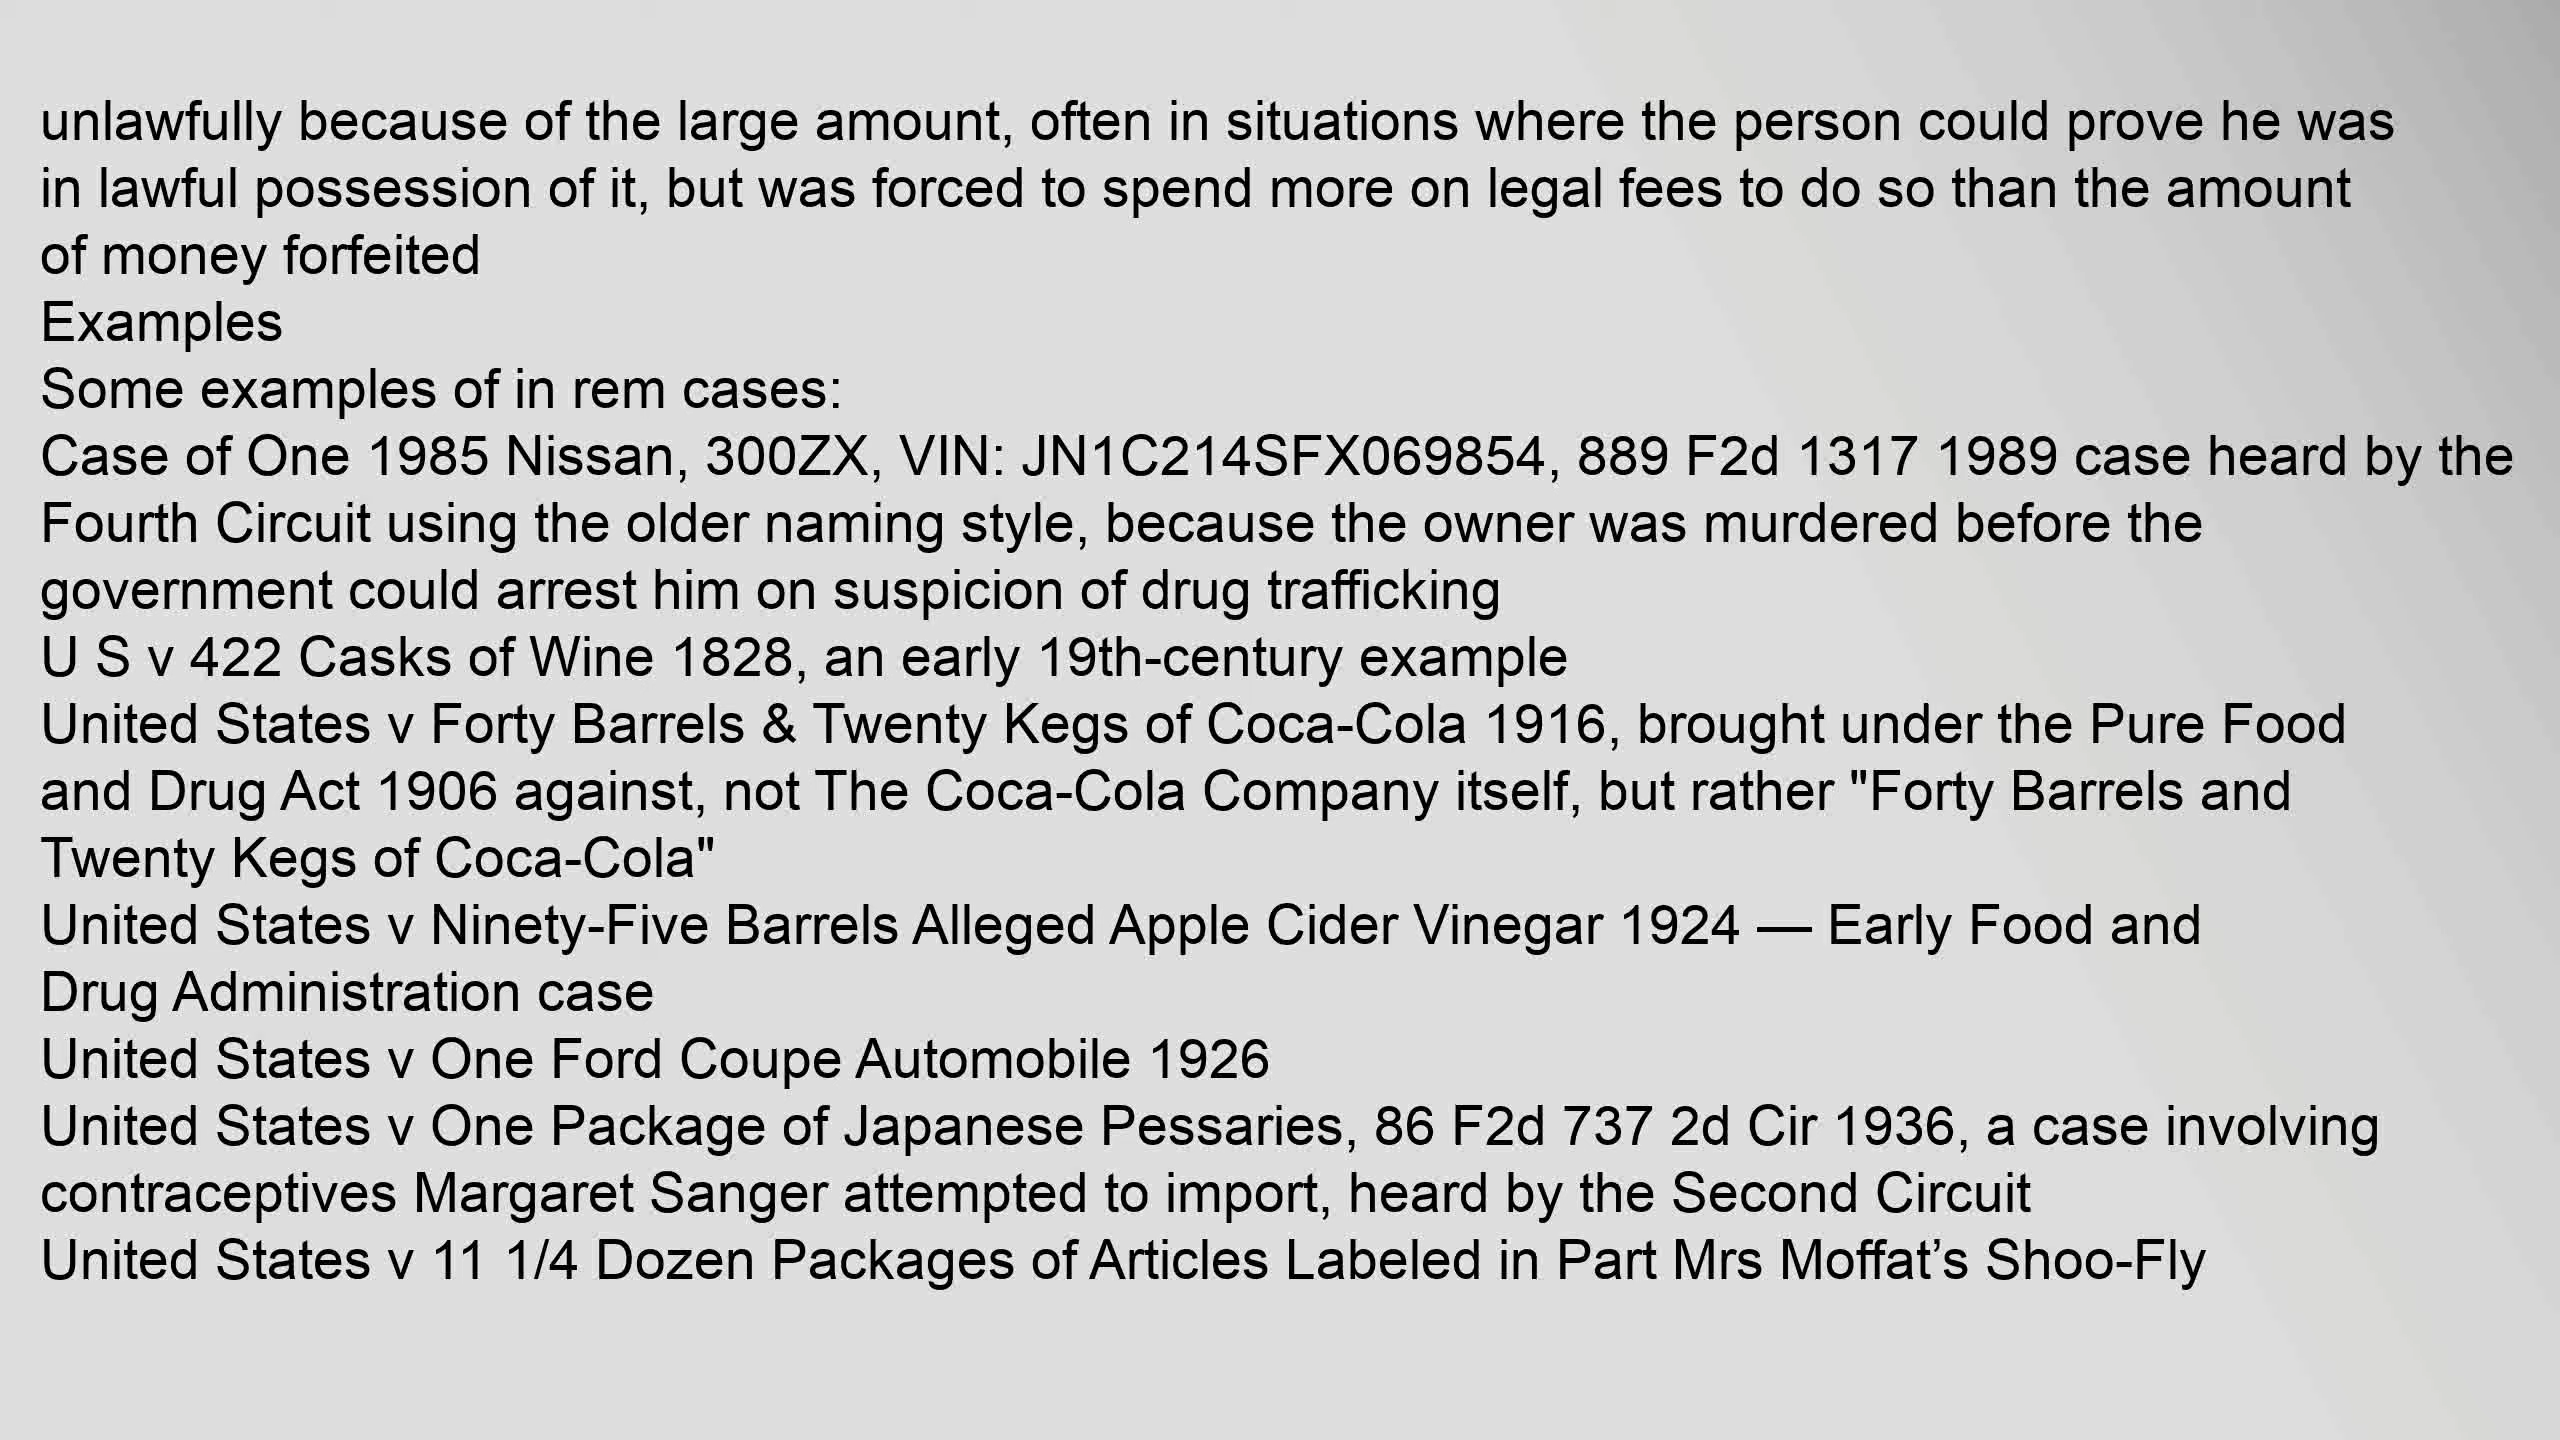 unlawfully because of the large amount, often in situations where the person could prove he was
in lawful possession of it, but was forced to spend more on legal fees to do so than the amount
of money forfeited
Examples
Some examples of in rem cases:
Case of One 1985 Nissan, 300ZX, VIN: JN1C214SFX069854, 889 F2d 1317 1989 case heard by the
Fourth Circuit using the older naming style, because the owner was murdered before the
government could arrest him on suspicion of drug trafficking
U S v 422 Casks of Wine 1828, an early 19th-century example
United States v Forty Barrels & Twenty Kegs of Coca-Cola 1916, brought under the Pure Food
and Drug Act 1906 against, not The Coca-Cola Company itself, but rather "Forty Barrels and
Twenty Kegs of Coca-Cola"
United States v Ninety-Five Barrels Alleged Apple Cider Vinegar 1924 — Early Food and
Drug Administration case
United States v One Ford Coupe Automobile 1926
United States v One Package of Japanese Pessaries, 86 F2d 737 2d Cir 1936, a case involving
contraceptives Margaret Sanger attempted to import, heard by the Second Circuit
United States v 11 1/4 Dozen Packages of Articles Labeled in Part Mrs Moffat’s Shoo-Fly